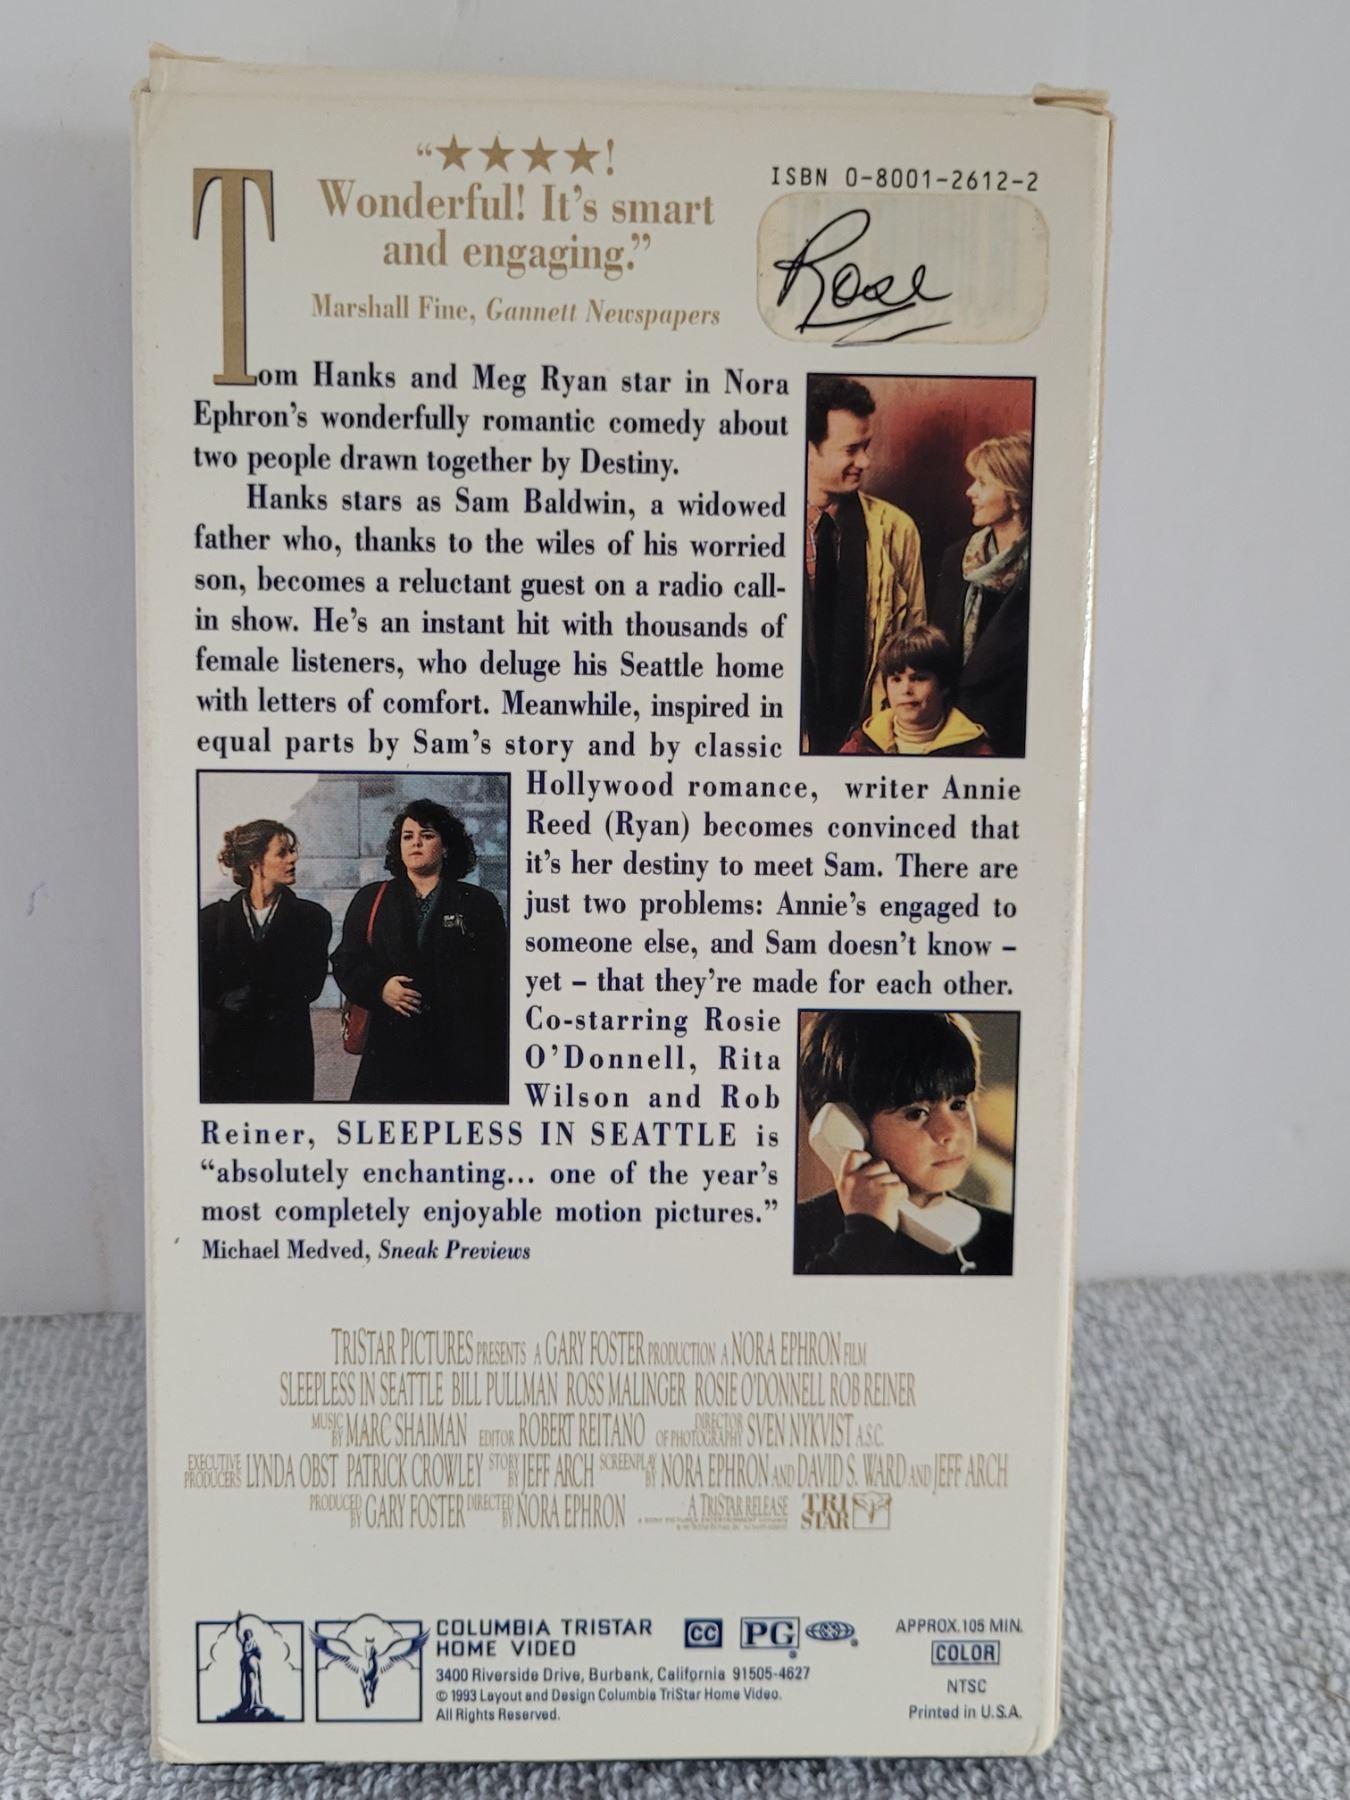 “★★★★!
Wonderful! It’s smart
and engaging.”
Marshall Fine, Gannett Newspapers
ISBN 0-8001-2612-2
Rose
Tom Hanks and Meg Ryan star in Nora
Ephron’s wonderfully romantic comedy about
two people drawn together by Destiny.
Hanks stars as Sam Baldwin, a widowed
father who, thanks to the wiles of his worried
son, becomes a reluctant guest on a radio call-
in show. He’s an instant hit with thousands of
female listeners, who deluge his Seattle home
with letters of comfort. Meanwhile, inspired in
equal parts by Sam’s story and by classic
Hollywood romance, writer Annie
Reed (Ryan) becomes convinced that
it’s her destiny to meet Sam. There are
just two problems: Annie’s engaged to
someone else, and Sam doesn’t know –
yet – that they’re made for each other.
Co-starring Rosie
O’Donnell, Rita
Wilson and Rob
Reiner, SLEEPLESS IN SEATTLE is
“absolutely enchanting... one of the year’s
most completely enjoyable motion pictures.”
Michael Medved, Sneak Previews
TRISTAR PICTURES PRESENTS A GARY FOSTER PRODUCTION A NORA EPHRON FILM
SLEEPLESS IN SEATTLE BILL PULLMAN ROSS MALINGER ROSIE O’DONNELL ROB REINER
MUSIC BY MARC SHAIMAN EDITOR ROBERT REITANO DIRECTOR OF PHOTOGRAPHY SVEN NYKVIST A.S.C.
EXECUTIVE PRODUCERS LYNDA OBST PATRICK CROWLEY STORY BY JEFF ARCH SCREENPLAY BY NORA EPHRON AND DAVID S. WARD AND JEFF ARCH
PRODUCED BY GARY FOSTER DIRECTED BY NORA EPHRON A TRISTAR RELEASE TRI STAR
COLUMBIA TRISTAR
HOME VIDEO
3400 Riverside Drive, Burbank, California 91505-4627
© 1993 Layout and Design Columbia TriStar Home Video.
All Rights Reserved.
CC PG
APPROX. 105 MIN.
COLOR
NTSC
Printed in U.S.A.